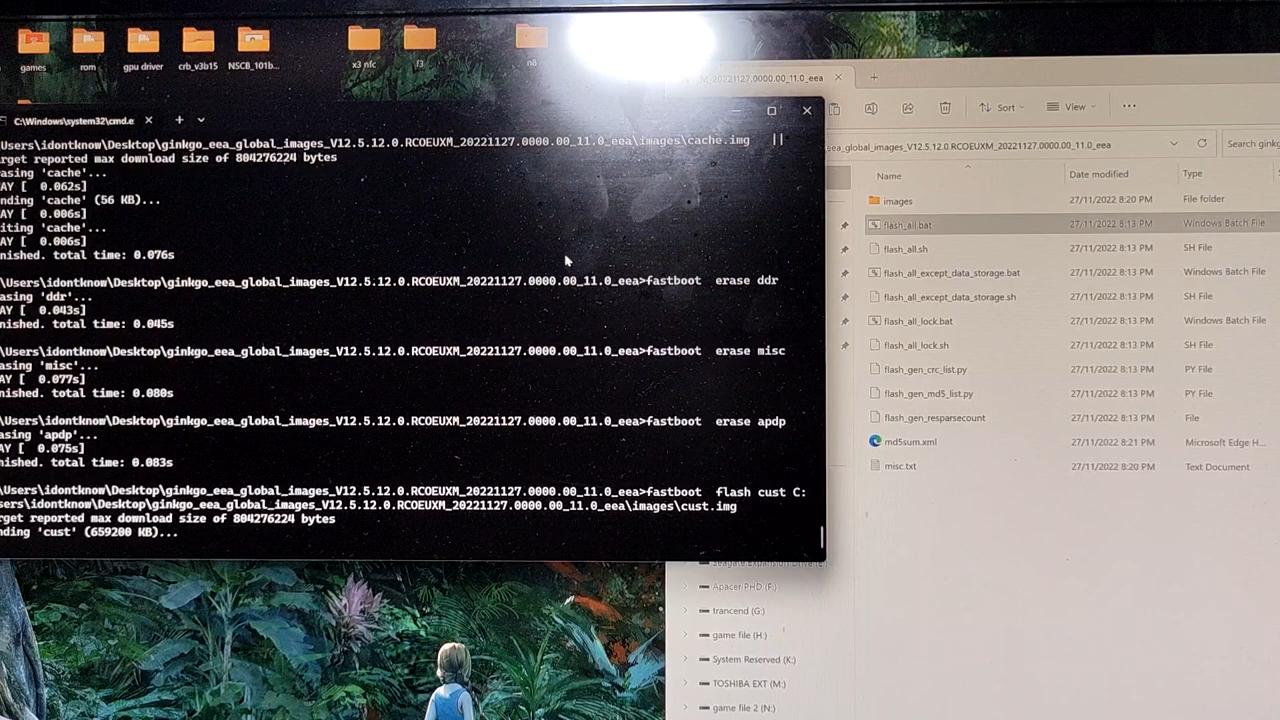 games
rom
gpu driver
crb_v3b15
NSCB_101b...
x3 nfc
f3
n8
C:\Windows\system32\cmd.e
Users\idontknow\Desktop\ginkgo_eea_global_images_V12.5.12.0.RCOEUXM_20221127.0000.00_11.0_eea\images\cache.img ||
rget reported max download size of 804276224 bytes
asing 'cache'...
AY [ 0.062s]
nding 'cache' (56 KB)...
AY [ 0.006s]
iting 'cache'...
AY [ 0.006s]
nished. total time: 0.076s
\Users\idontknow\Desktop\ginkgo_eea_global_images_V12.5.12.0.RCOEUXM_20221127.0000.00_11.0_eea>fastboot erase ddr
asing 'ddr'...
AY [ 0.043s]
nished. total time: 0.045s
\Users\idontknow\Desktop\ginkgo_eea_global_images_V12.5.12.0.RCOEUXM_20221127.0000.00_11.0_eea>fastboot erase misc
asing 'misc'...
AY [ 0.077s]
nished. total time: 0.080s
\Users\idontknow\Desktop\ginkgo_eea_global_images_V12.5.12.0.RCOEUXM_20221127.0000.00_11.0_eea>fastboot erase apdp
asing 'apdp'...
AY [ 0.075s]
nished. total time: 0.083s
\Users\idontknow\Desktop\ginkgo_eea_global_images_V12.5.12.0.RCOEUXM_20221127.0000.00_11.0_eea>fastboot flash cust C:
sers\idontknow\Desktop\ginkgo_eea_global_images_V12.5.12.0.RCOEUXM_20221127.0000.00_11.0_eea\images\cust.img
rget reported max download size of 804276224 bytes
nding 'cust' (659200 KB)...
M_20221127.0000.00_11.0_eea
Sort
View
eea_global_images_V12.5.12.0.RCOEUXM_20221127.0000.00_11.0_eea
Search ginkg
Name Date modified Type
images 27/11/2022 8:20 PM File folder
flash_all.bat 27/11/2022 8:13 PM Windows Batch File
flash_all.sh 27/11/2022 8:13 PM SH File
flash_all_except_data_storage.bat 27/11/2022 8:13 PM Windows Batch File
flash_all_except_data_storage.sh 27/11/2022 8:13 PM SH File
flash_all_lock.bat 27/11/2022 8:13 PM Windows Batch File
flash_all_lock.sh 27/11/2022 8:13 PM SH File
flash_gen_crc_list.py 27/11/2022 8:13 PM PY File
flash_gen_md5_list.py 27/11/2022 8:13 PM PY File
flash_gen_resparsecount 27/11/2022 8:13 PM File
md5sum.xml 27/11/2022 8:21 PM Microsoft Edge H...
misc.txt 27/11/2022 8:20 PM Text Document
Seagate Expansion Drive
Apacer PHD (F:)
trancend (G:)
game file (H:)
System Reserved (K:)
TOSHIBA EXT (M:)
game file 2 (N:)